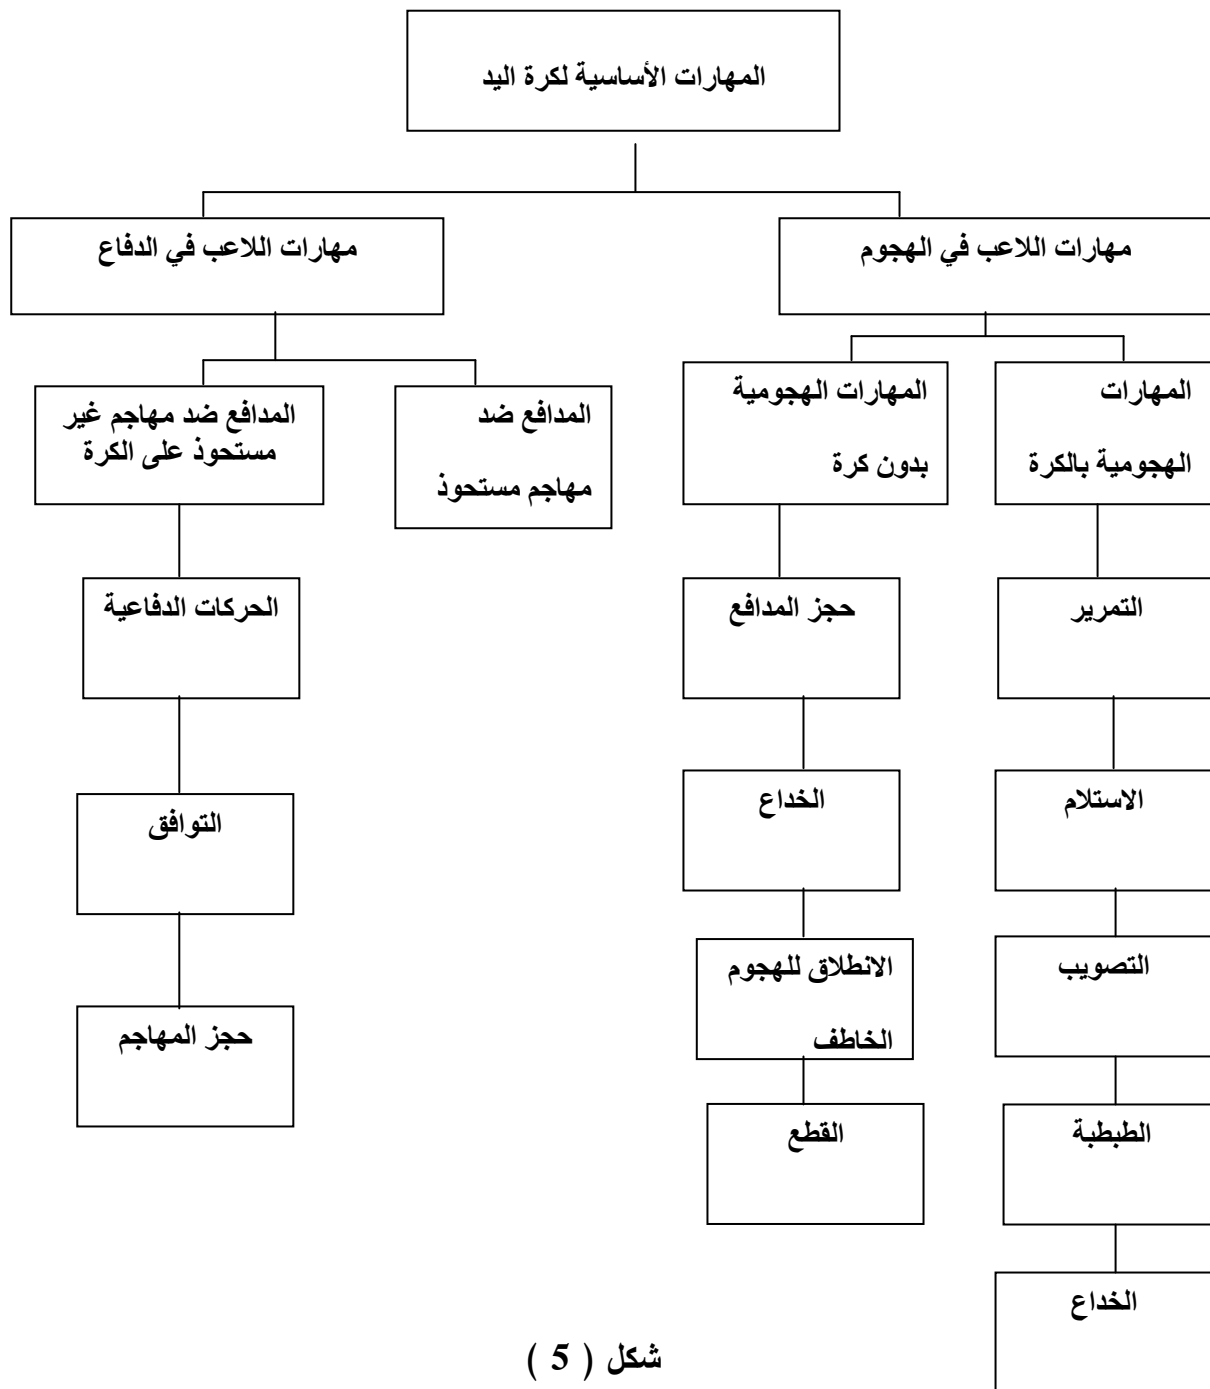 المهارات الأساسية لكرة اليد
مهارات اللاعب في الهجوم
مهارات اللاعب في الدفاع
المهارات
الهجومية بالكرة
المهارات الهجومية
بدون كرة
المدافع ضد
مهاجم مستحوذ
المدافع ضد مهاجم غير
مستحوذ على الكرة
التمرير
حجز المدافع
الحركات الدفاعية
الاستلام
الخداع
التوافق
التصويب
الانطلاق للهجوم
الخاطف
حجز المهاجم
الطبطبة
القطع
الخداع
شكل ( 5 )